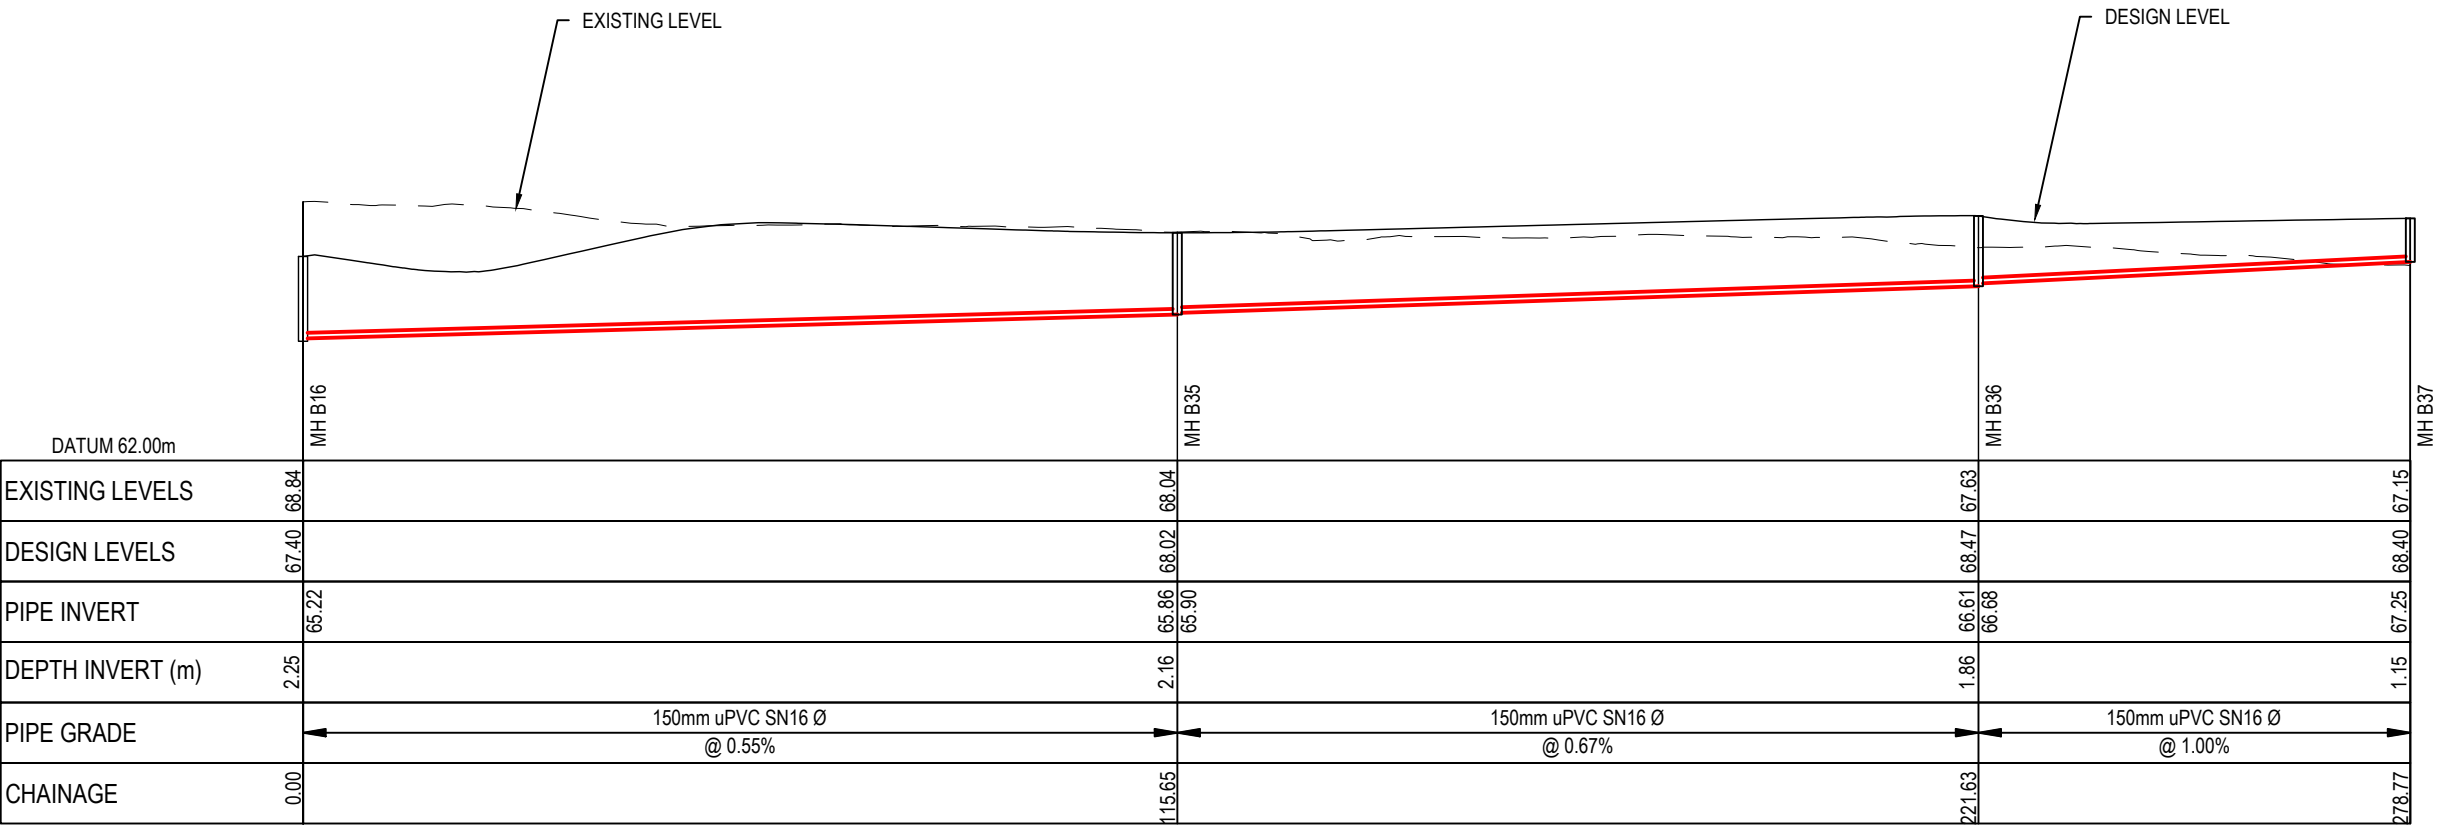 EXISTING LEVEL
DESIGN LEVEL
MH B16
MH B35
MH B36
MH B37
DATUM 62.00m
EXISTING LEVELS 68.84 68.04 67.63 67.15
DESIGN LEVELS 67.40 68.02 68.47 68.40
PIPE INVERT 65.22 65.86 65.90 66.61 66.68 67.25
DEPTH INVERT (m) 2.25 2.16 1.86 1.15
PIPE GRADE
150mm uPVC SN16 Ø
@ 0.55%
150mm uPVC SN16 Ø
@ 0.67%
150mm uPVC SN16 Ø
@ 1.00%
CHAINAGE 0.00 115.65 221.63 278.77